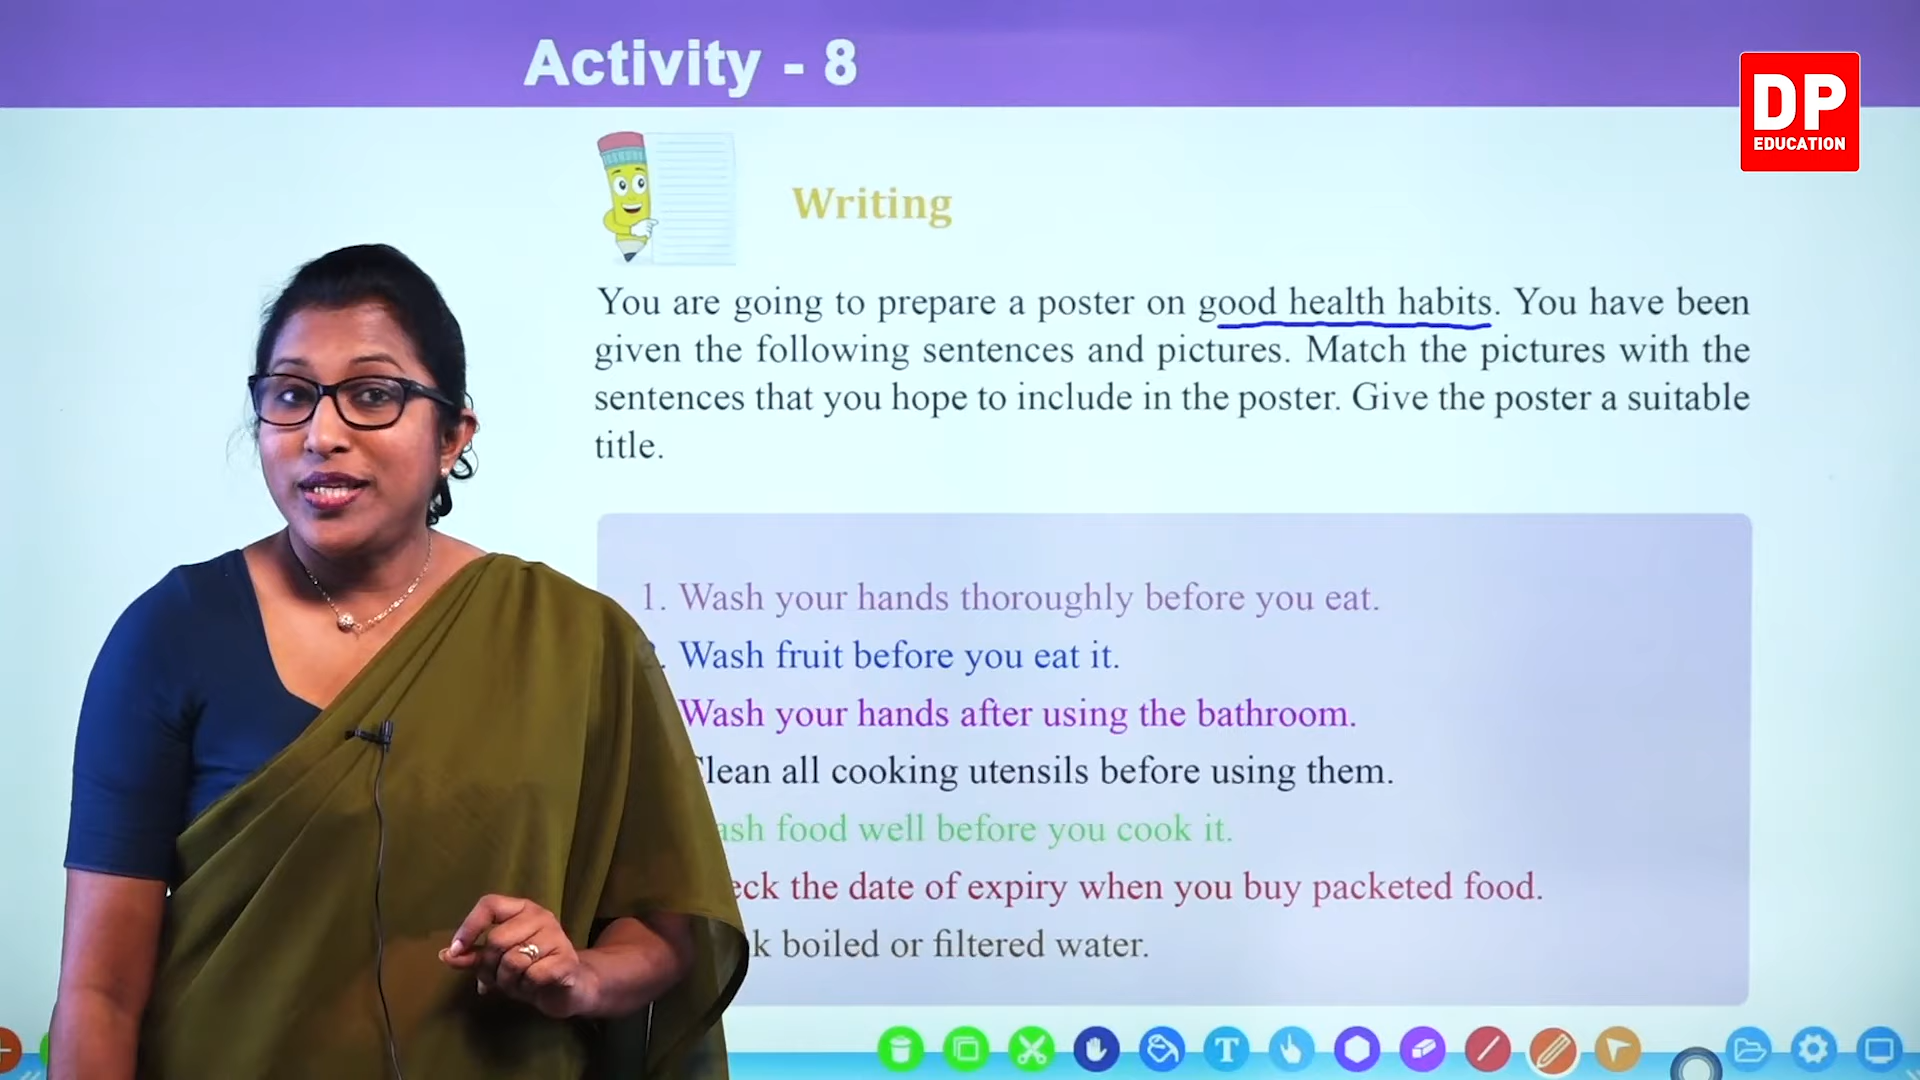 Activity - 8
DP
EDUCATION
Writing
You are going to prepare a poster on good health habits. You have been
given the following sentences and pictures. Match the pictures with the
sentences that you hope to include in the poster. Give the poster a suitable
title.
1. Wash your hands thoroughly before you eat.
2. Wash fruit before you eat it.
Wash your hands after using the bathroom.
Clean all cooking utensils before using them.
food well before you cook it.
the date of expiry when you buy packeted food.
boiled or filtered water.
T